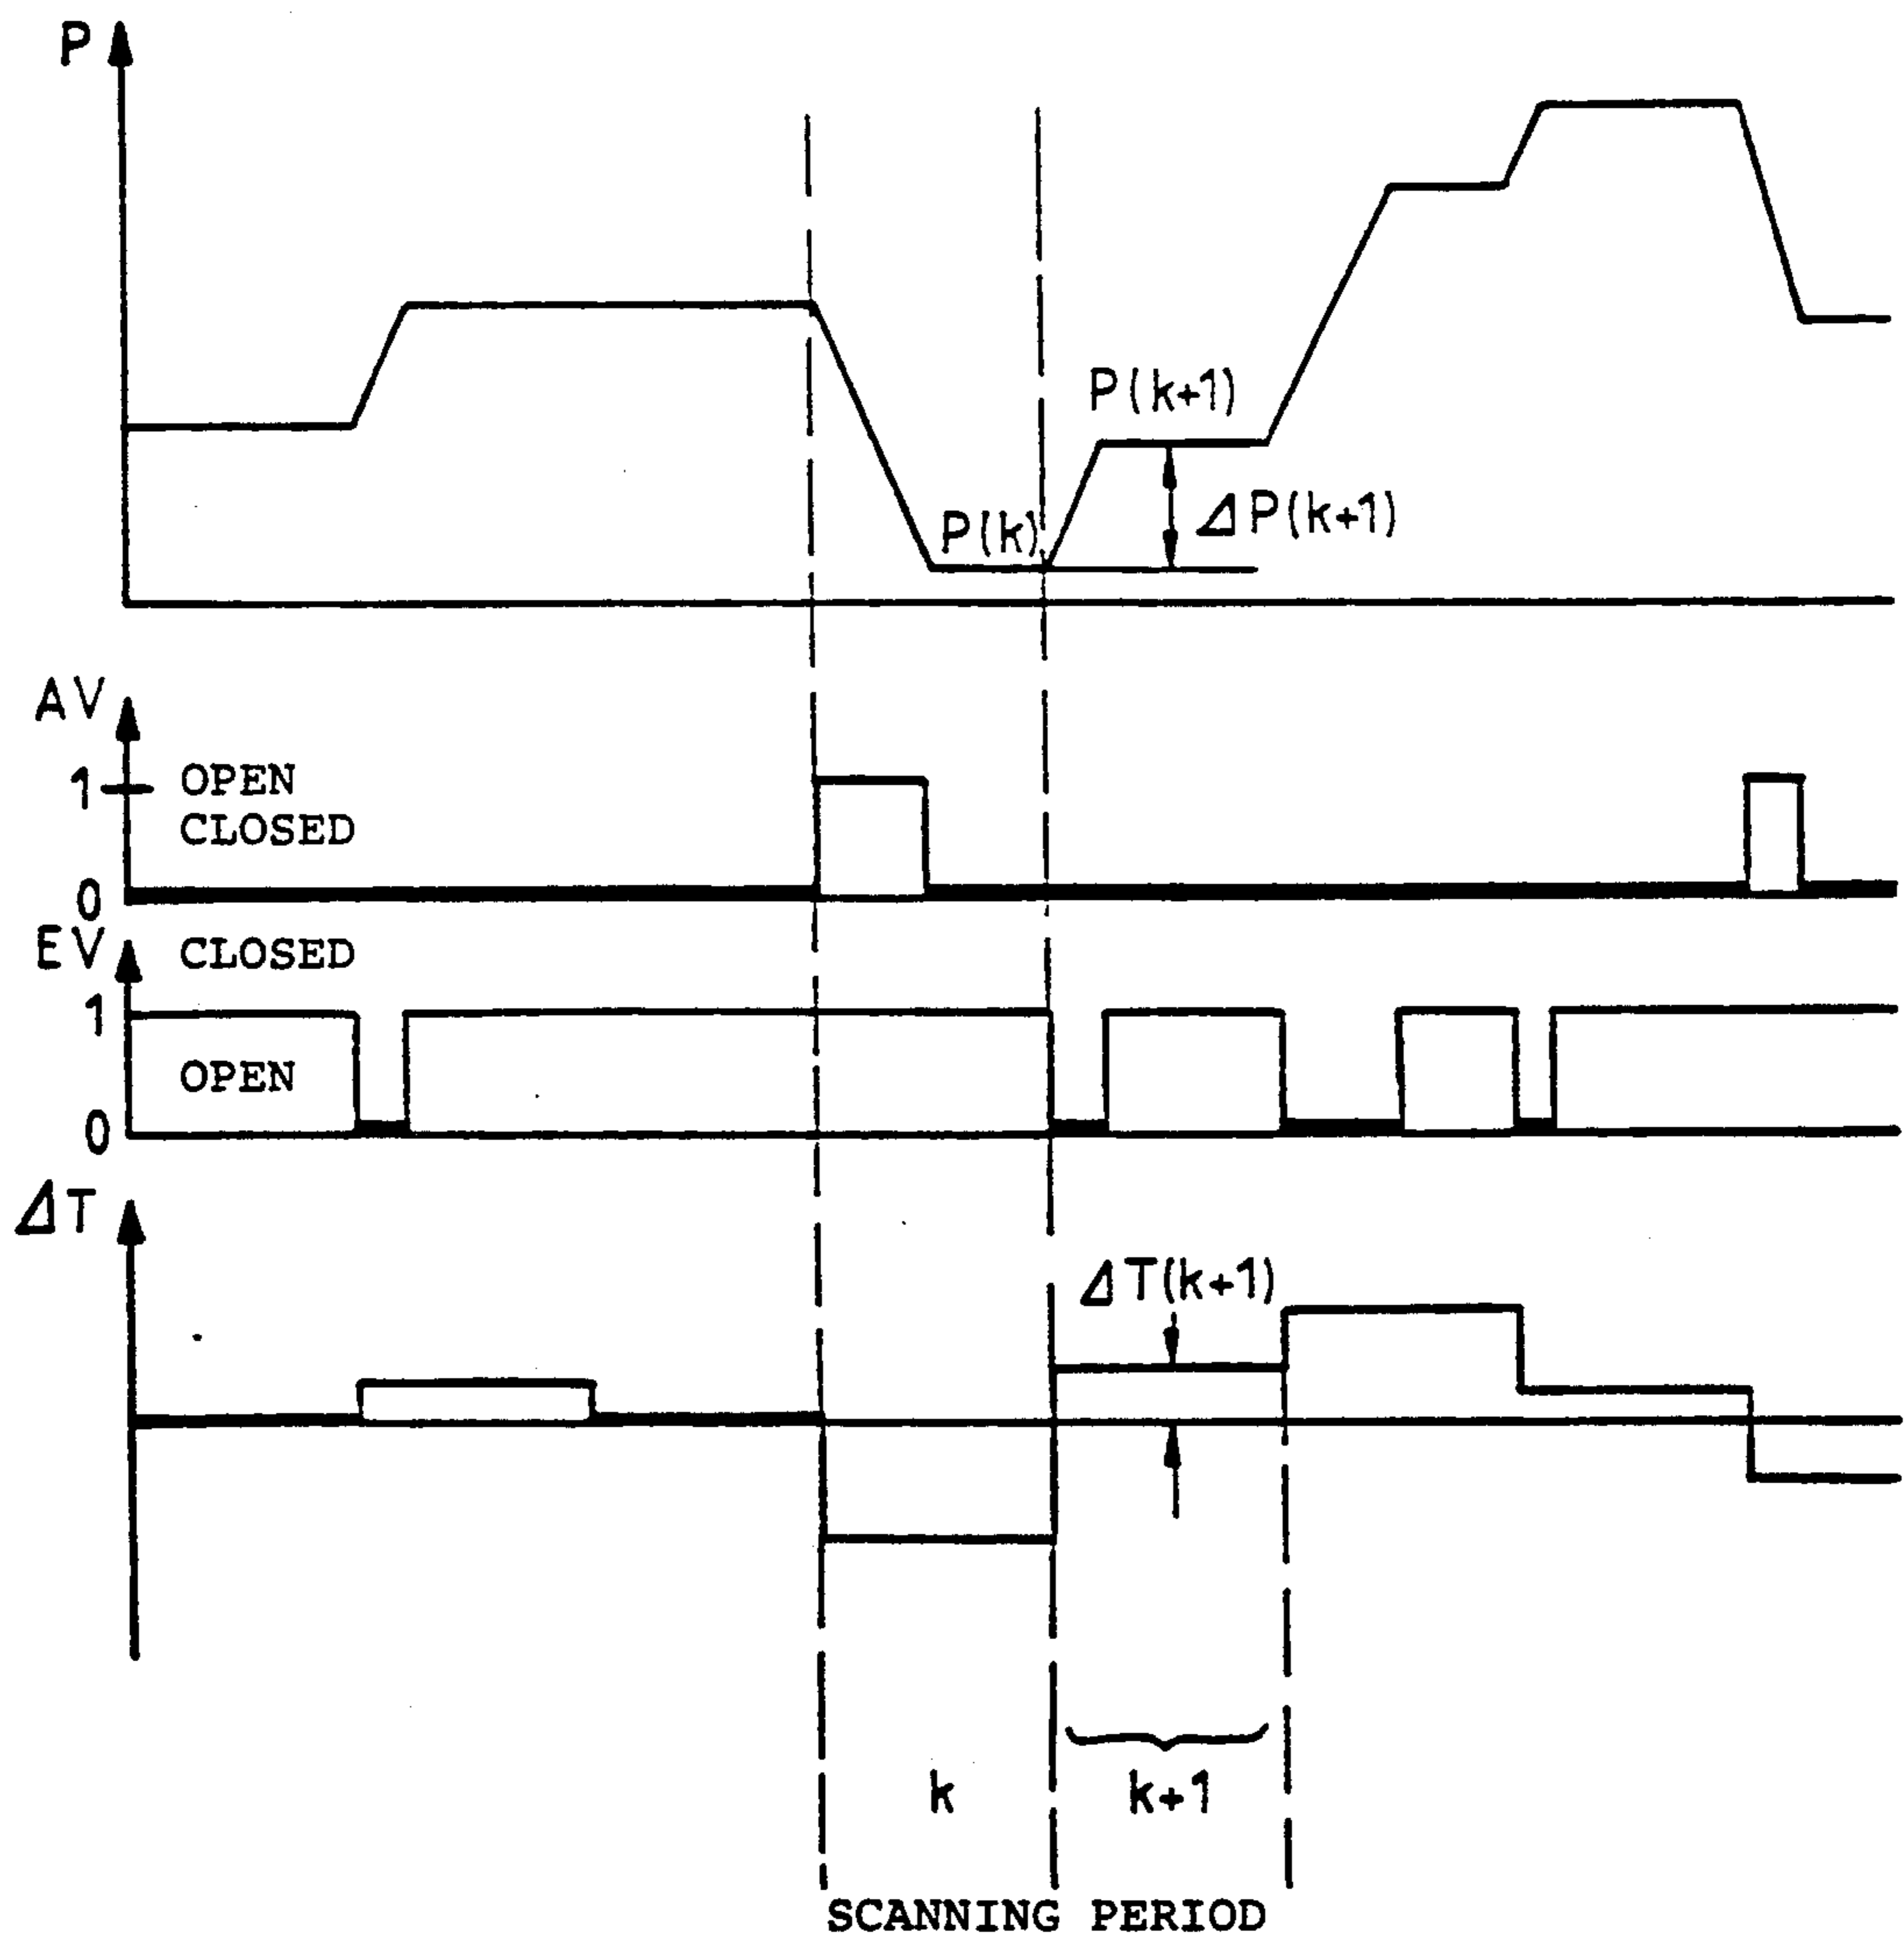 P
P(k+1)
P(k)
ΔP(k+1)
AV
1
OPEN
CLOSED
0
EV
CLOSED
1
OPEN
0
ΔT
ΔT(k+1)
k
k+1
SCANNING PERIOD